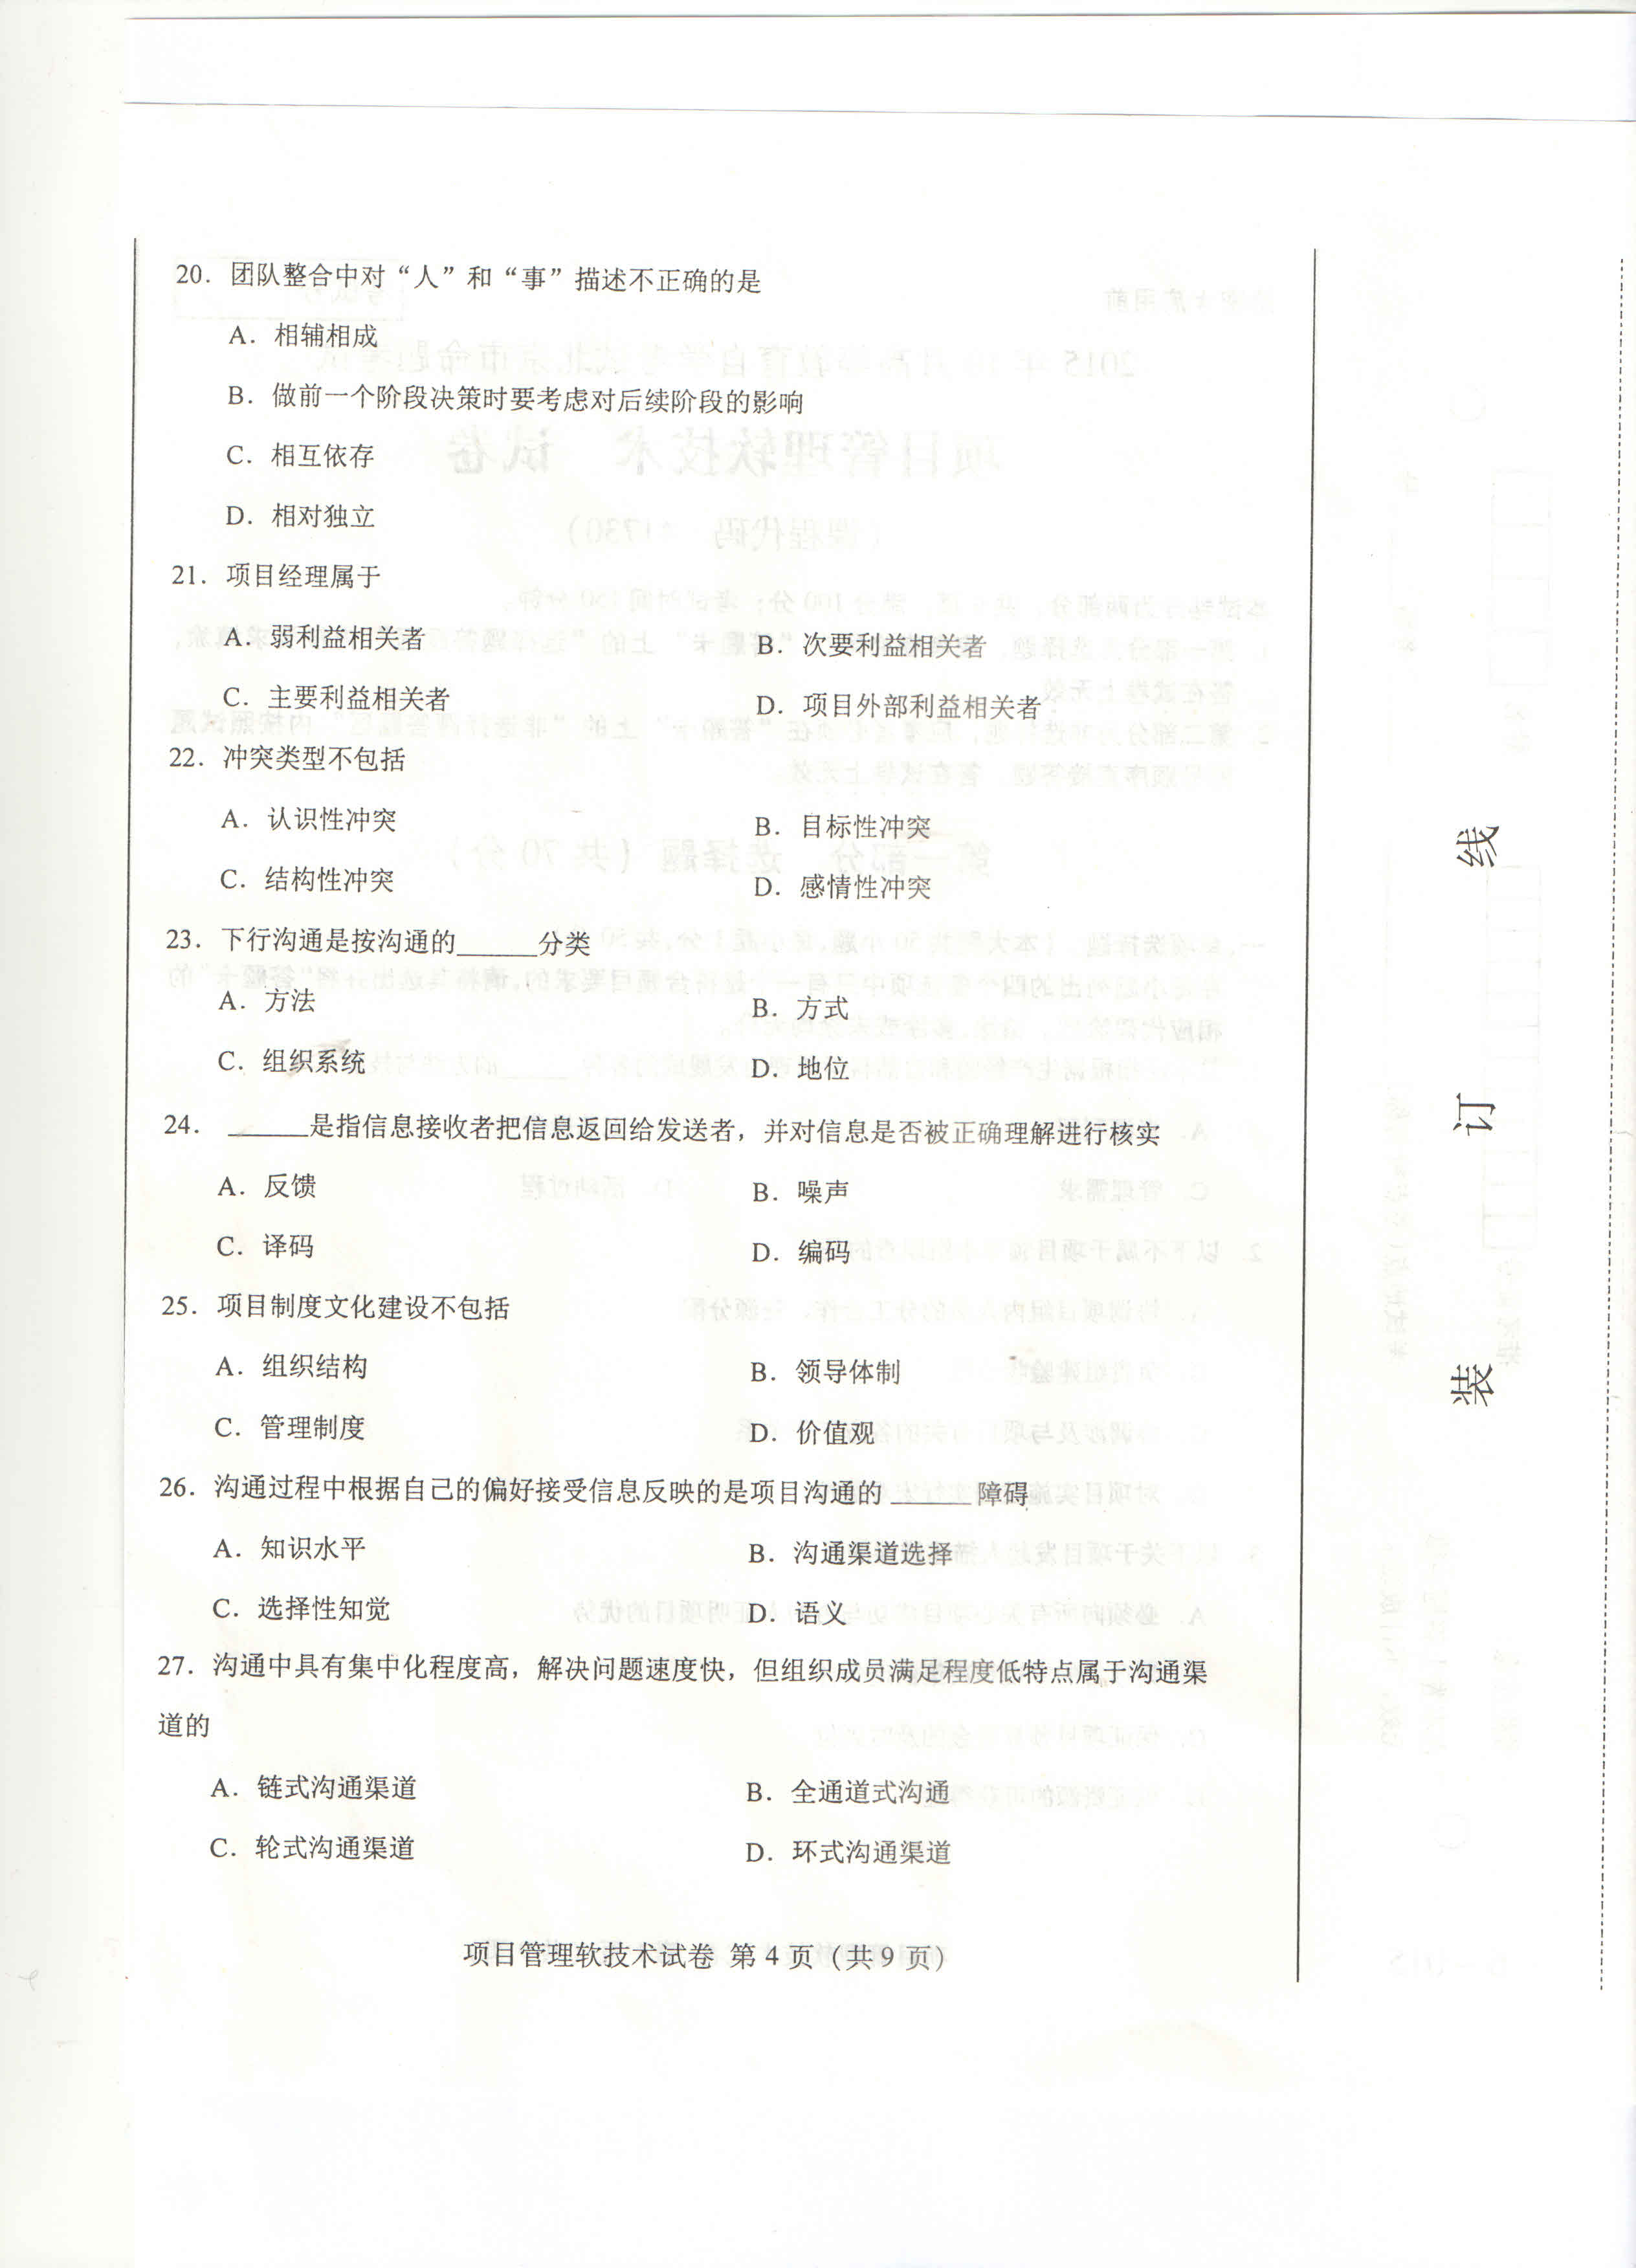 20. 团队整合中对“人”和“事”描述不正确的是
A. 相辅相成
B. 做前一个阶段决策时要考虑对后续阶段的影响
C. 相互依存
D. 相对独立
21. 项目经理属于
A. 弱利益相关者 B. 次要利益相关者
C. 主要利益相关者 D. 项目外部利益相关者
22. 冲突类型不包括
A. 认识性冲突 B. 目标性冲突
C. 结构性冲突 D. 感情性冲突
23. 下行沟通是按沟通的______分类
A. 方法 B. 方式
C. 组织系统 D. 地位
24. ______是指信息接收者把信息返回给发送者，并对信息是否被正确理解进行核实
A. 反馈 B. 噪声
C. 译码 D. 编码
25. 项目制度文化建设不包括
A. 组织结构 B. 领导体制
C. 管理制度 D. 价值观
26. 沟通过程中根据自己的偏好接受信息反映的是项目沟通的 ______ 障碍
A. 知识水平 B. 沟通渠道选择
C. 选择性知觉 D. 语义
27. 沟通中具有集中化程度高，解决问题速度快，但组织成员满足程度低特点属于沟通渠
道的
A. 链式沟通渠道 B. 全通道式沟通
C. 轮式沟通渠道 D. 环式沟通渠道
项目管理软技术试卷 第 4 页（共 9 页）
线
订
装